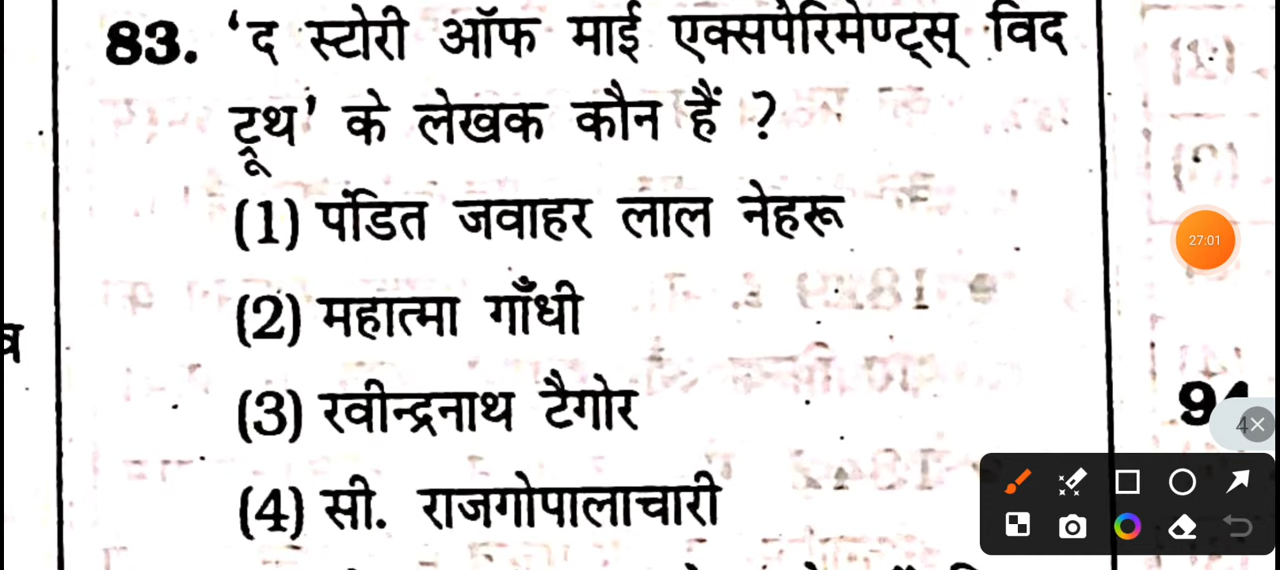 83. ‘द स्टोरी ऑफ माई एक्सपेरिमेण्ट्स् विद
ट्रूथ’ के लेखक कौन हैं ?
(1) पंडित जवाहर लाल नेहरू
(2) महात्मा गाँधी
(3) रवीन्द्रनाथ टैगोर
(4) सी. राजगोपालाचारी
27:01